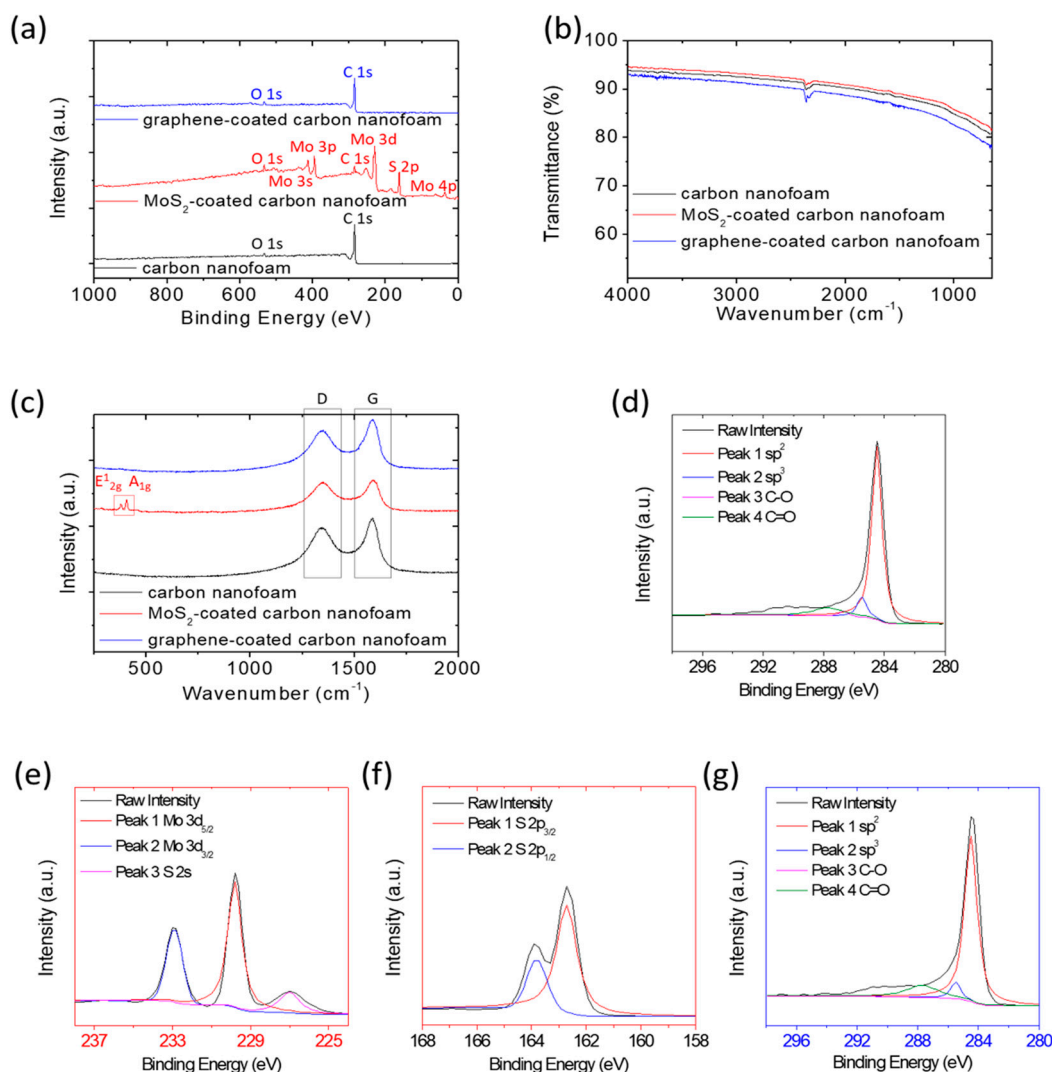 (a)
Intensity (a.u.)
C 1s
O 1s
graphene-coated carbon nanofoam
Mo 3d
Mo 3p
O 1s
C 1s
S 2p
Mo 3s
Mo 4p
MoS₂-coated carbon nanofoam
C 1s
O 1s
carbon nanofoam
1000 800 600 400 200 0
Binding Energy (eV)
(b)
Transmittance (%)
100
90
80
70
60
carbon nanofoam
MoS₂-coated carbon nanofoam
graphene-coated carbon nanofoam
4000 3000 2000 1000
Wavenumber (cm⁻¹)
(c)
Intensity (a.u.)
D G
E¹₂g A₁g
carbon nanofoam
MoS₂-coated carbon nanofoam
graphene-coated carbon nanofoam
500 1000 1500 2000
Wavenumber (cm⁻¹)
(d)
Intensity (a.u.)
Raw Intensity
Peak 1 sp²
Peak 2 sp³
Peak 3 C-O
Peak 4 C=O
296 292 288 284 280
Binding Energy (eV)
(e)
Intensity (a.u.)
Raw Intensity
Peak 1 Mo 3d₅/₂
Peak 2 Mo 3d₃/₂
Peak 3 S 2s
237 233 229 225
Binding Energy (eV)
(f)
Intensity (a.u.)
Raw Intensity
Peak 1 S 2p₃/₂
Peak 2 S 2p₁/₂
168 166 164 162 160 158
Binding Energy (eV)
(g)
Intensity (a.u.)
Raw Intensity
Peak 1 sp²
Peak 2 sp³
Peak 3 C-O
Peak 4 C=O
296 292 288 284 280
Binding Energy (eV)